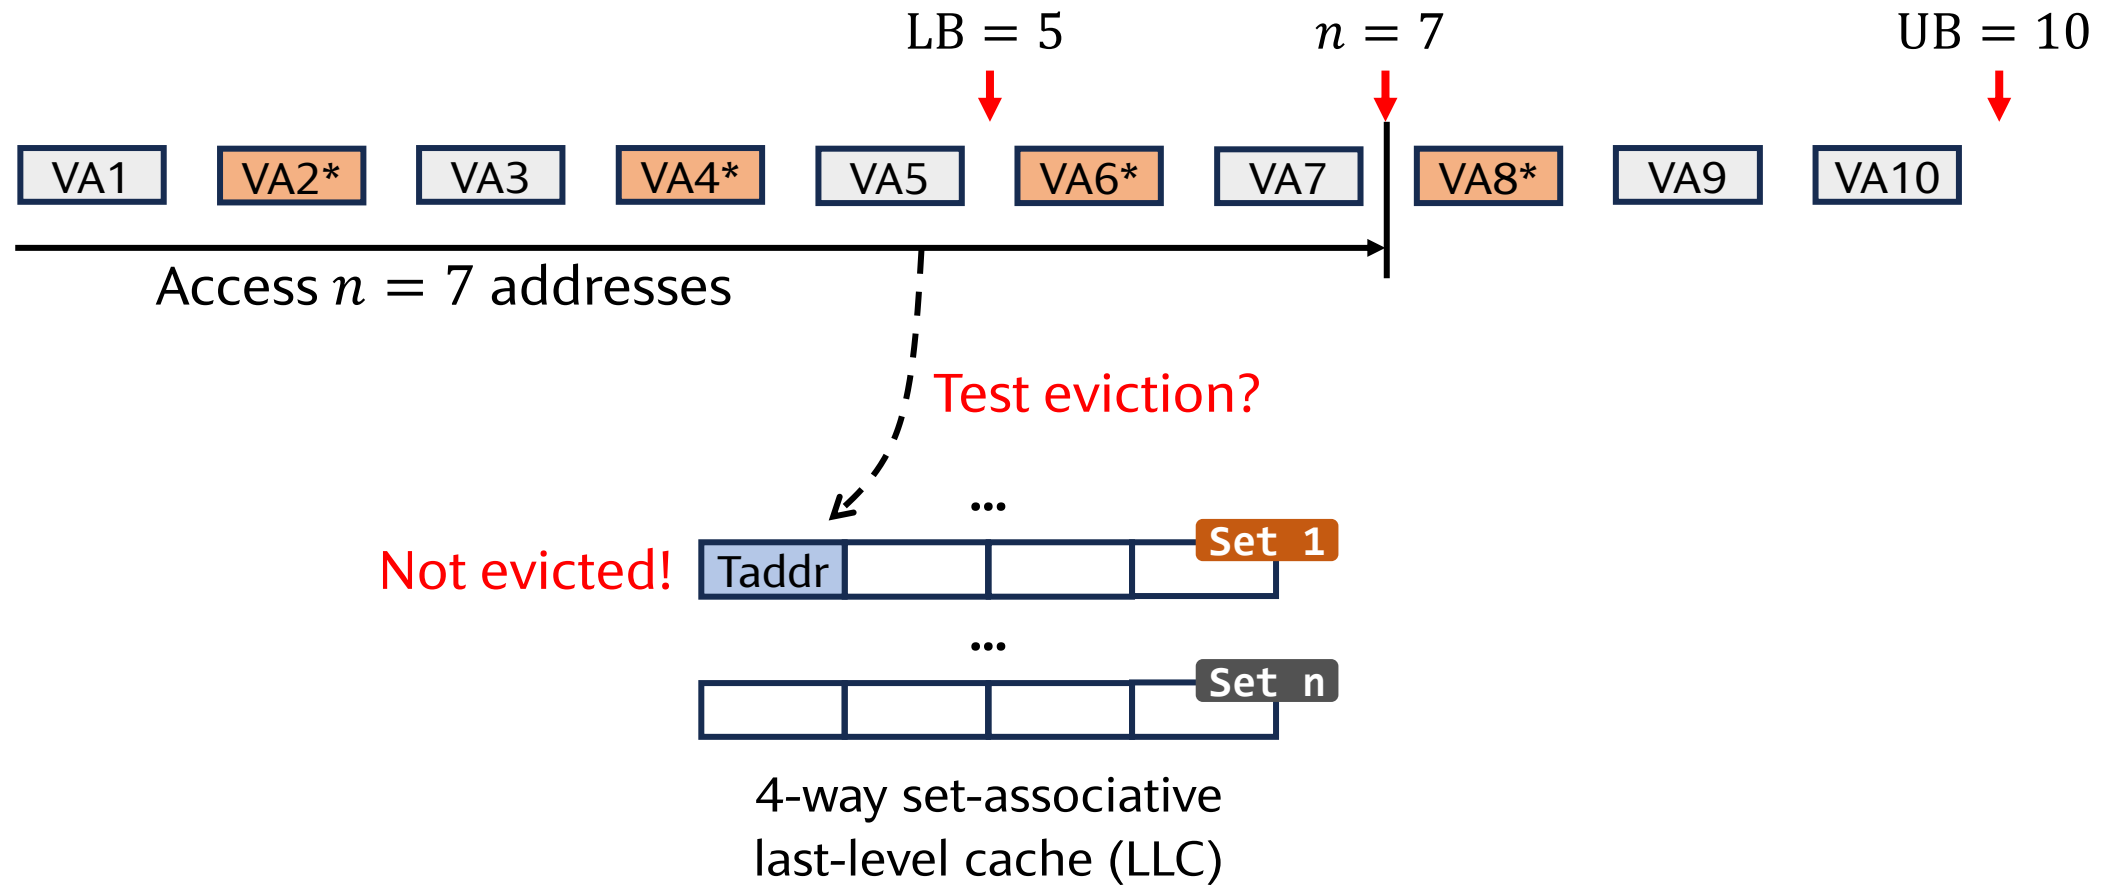 LB = 5
n = 7
UB = 10
VA1
VA2*
VA3
VA4*
VA5
VA6*
VA7
VA8*
VA9
VA10
Access n = 7 addresses
Test eviction?
...
Set 1
Not evicted!
Taddr
...
Set n
4-way set-associative
last-level cache (LLC)